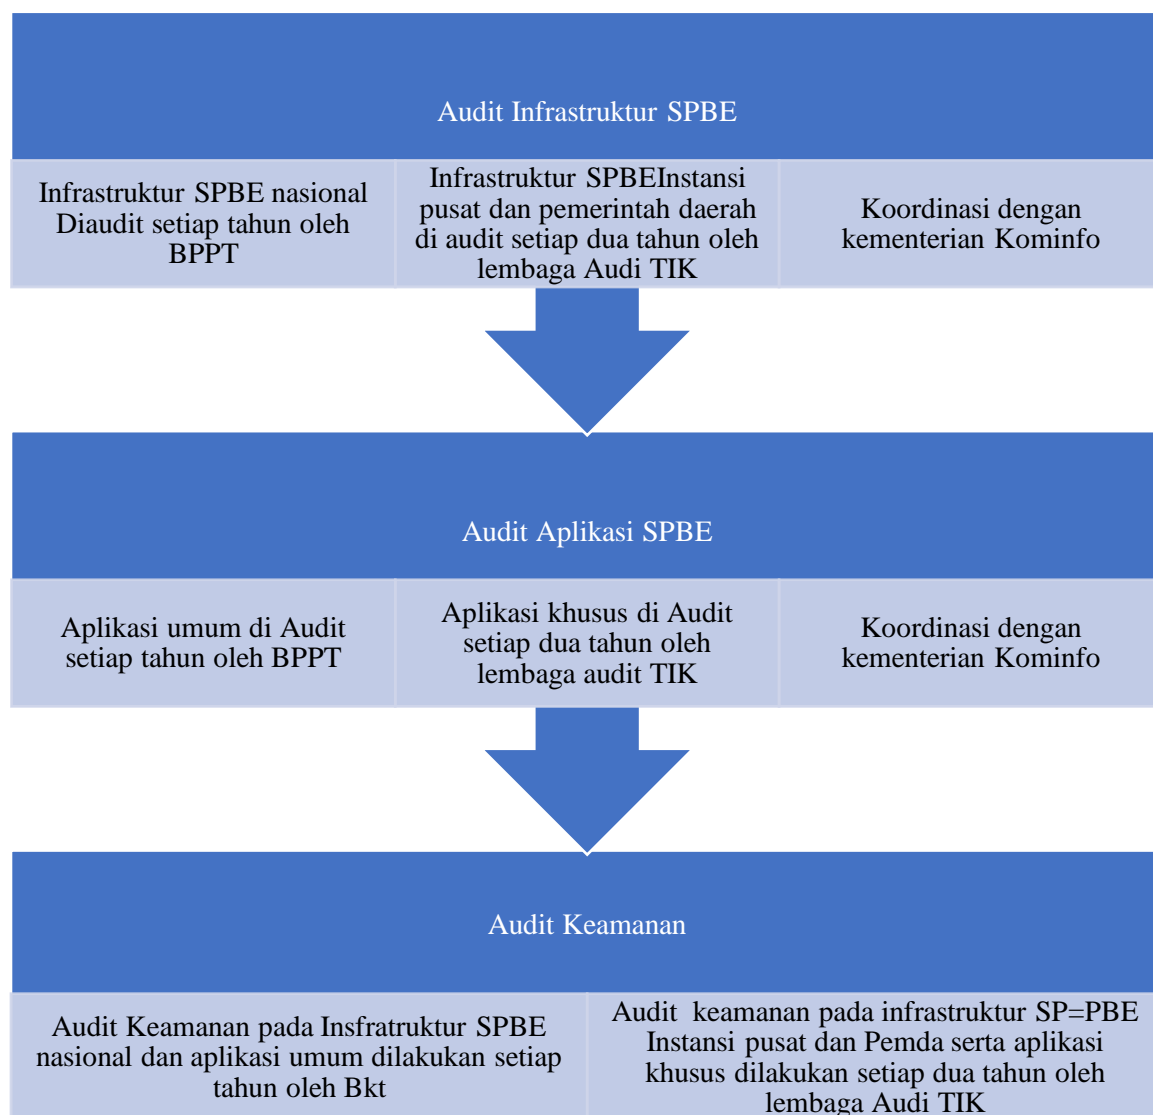 Audit Infrastruktur SPBE
Infrastruktur SPBE nasional
Diaudit setiap tahun oleh
BPPT
Infrastruktur SPBEInstansi
pusat dan pemerintah daerah
di audit setiap dua tahun oleh
lembaga Audi TIK
Koordinasi dengan
kementerian Kominfo
Audit Aplikasi SPBE
Aplikasi umum di Audit
setiap tahun oleh BPPT
Aplikasi khusus di Audit
setiap dua tahun oleh
lembaga audit TIK
Koordinasi dengan
kementerian Kominfo
Audit Keamanan
Audit Keamanan pada Insfratruktur SPBE
nasional dan aplikasi umum dilakukan setiap
tahun oleh Bkt
Audit  keamanan pada infrastruktur SP=PBE
Instansi pusat dan Pemda serta aplikasi
khusus dilakukan setiap dua tahun oleh
lembaga Audi TIK